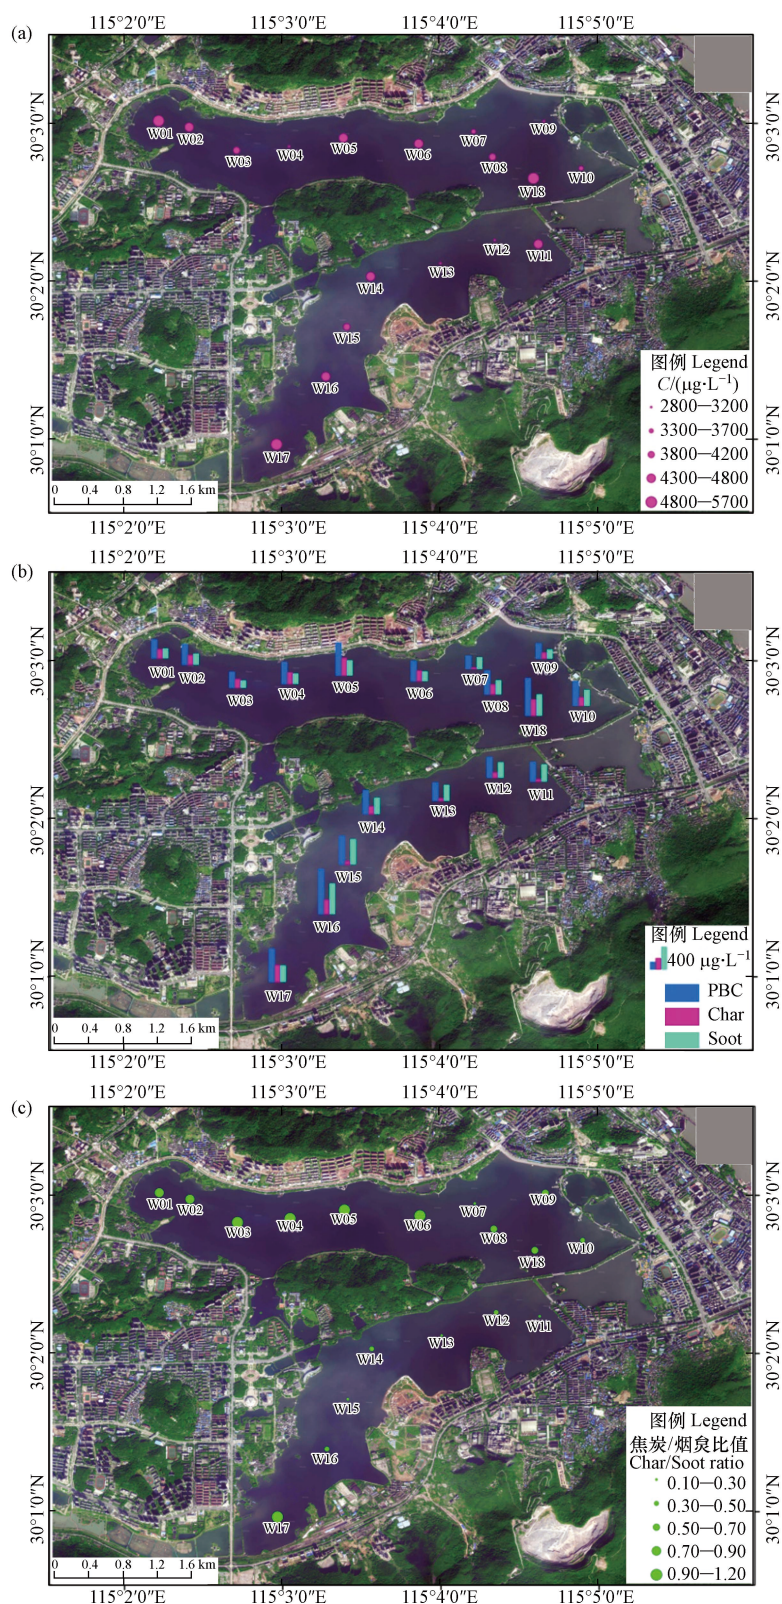 (a)
115°2′0″E 115°3′0″E 115°4′0″E 115°5′0″E
30°3′0″N 30°3′0″N
W01 W02 W03 W04 W05 W06 W07 W08 W09 W10 W18
W11 W12 W13 W14
30°2′0″N 30°2′0″N
W15
W16
W17
30°1′0″N 30°1′0″N
图例 Legend
C/(μg·L⁻¹)
2800—3200
3300—3700
3800—4200
4300—4800
4800—5700
0 0.4 0.8 1.2 1.6 km
115°2′0″E 115°3′0″E 115°4′0″E 115°5′0″E
(b)
115°2′0″E 115°3′0″E 115°4′0″E 115°5′0″E
30°3′0″N 30°3′0″N
W01 W02 W03 W04 W05 W06 W07 W08 W09 W10 W18
W11 W12 W13 W14
30°2′0″N 30°2′0″N
W15
W16
W17
30°1′0″N 30°1′0″N
图例 Legend
400 μg·L⁻¹
PBC
Char
Soot
0 0.4 0.8 1.2 1.6 km
115°2′0″E 115°3′0″E 115°4′0″E 115°5′0″E
(c)
30°3′0″N 30°3′0″N
W01 W02 W03 W04 W05 W06 W07 W08 W09 W10 W18
W11 W12 W13 W14
30°2′0″N 30°2′0″N
W15
W16
W17
30°1′0″N 30°1′0″N
图例 Legend
焦炭/烟炱比值
Char/Soot ratio
0.10—0.30
0.30—0.50
0.50—0.70
0.70—0.90
0.90—1.20
0 0.4 0.8 1.2 1.6 km
115°2′0″E 115°3′0″E 115°4′0″E 115°5′0″E